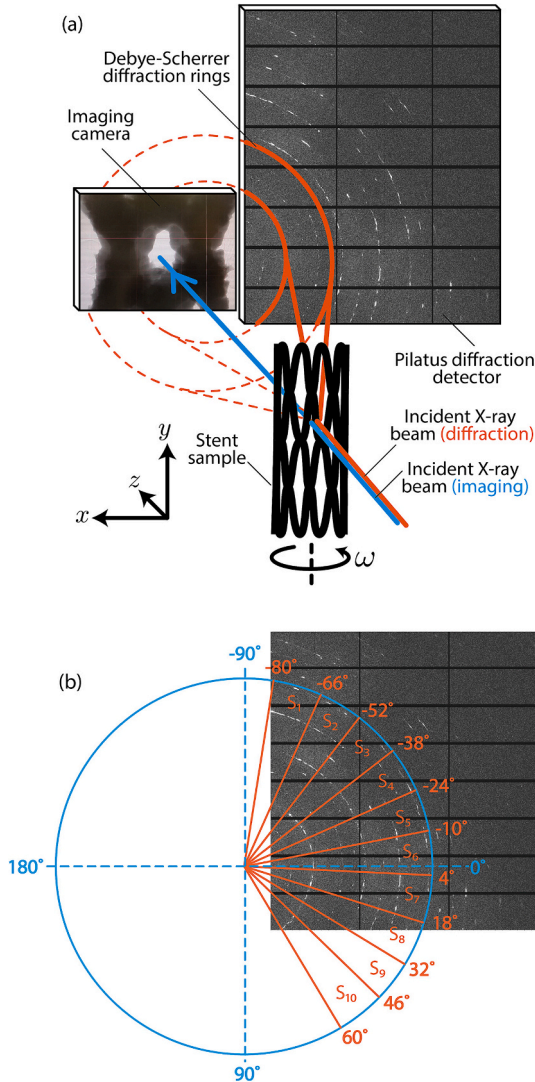 (a)
Debye-Scherrer
diffraction rings
Imaging
camera
Pilatus diffraction
detector
Stent
sample
Incident X-ray
beam (diffraction)
Incident X-ray
beam (imaging)
y
z
x
ω
(b)
-90˚
-80˚
-66˚
-52˚
-38˚
-24˚
-10˚
0˚
4˚
18˚
32˚
46˚
60˚
90˚
180˚
S1
S2
S3
S4
S5
S6
S7
S8
S9
S10